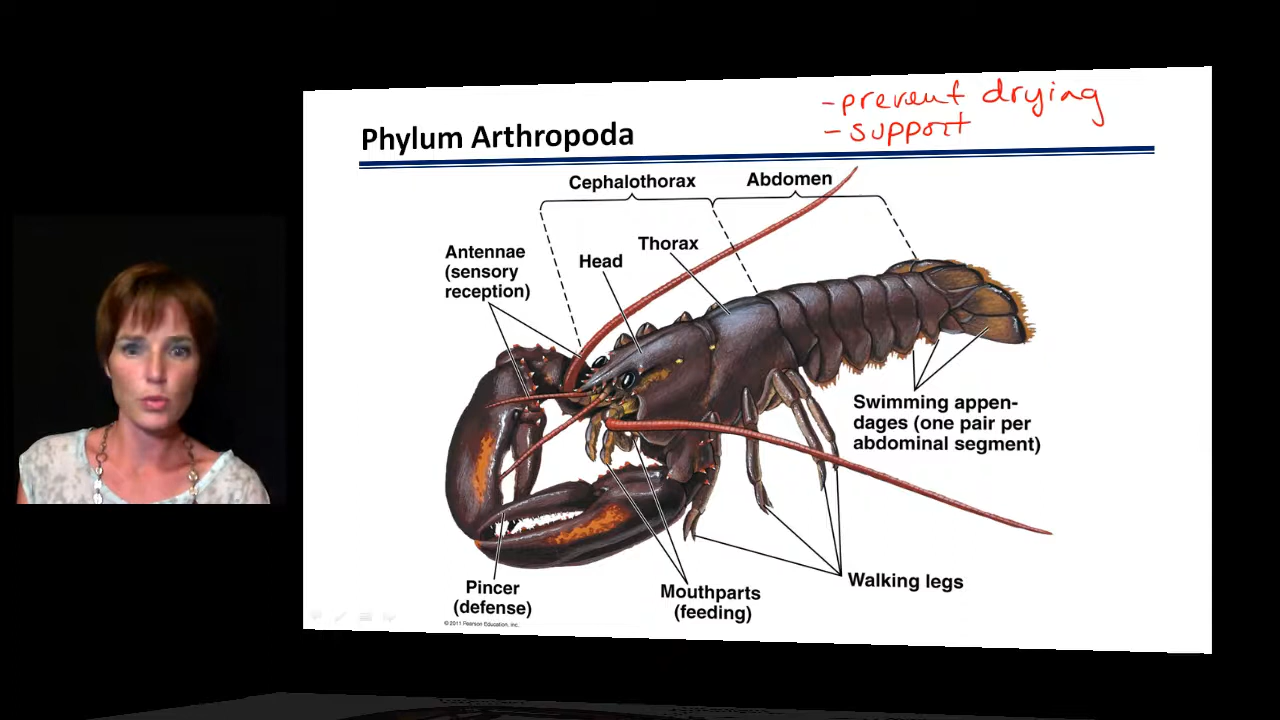 -prevent drying
-support
Phylum Arthropoda
Cephalothorax
Abdomen
Antennae
(sensory
reception)
Head
Thorax
Swimming appen-
dages (one pair per
abdominal segment)
Pincer
(defense)
Mouthparts
(feeding)
Walking legs
© 2011 Pearson Education, Inc.